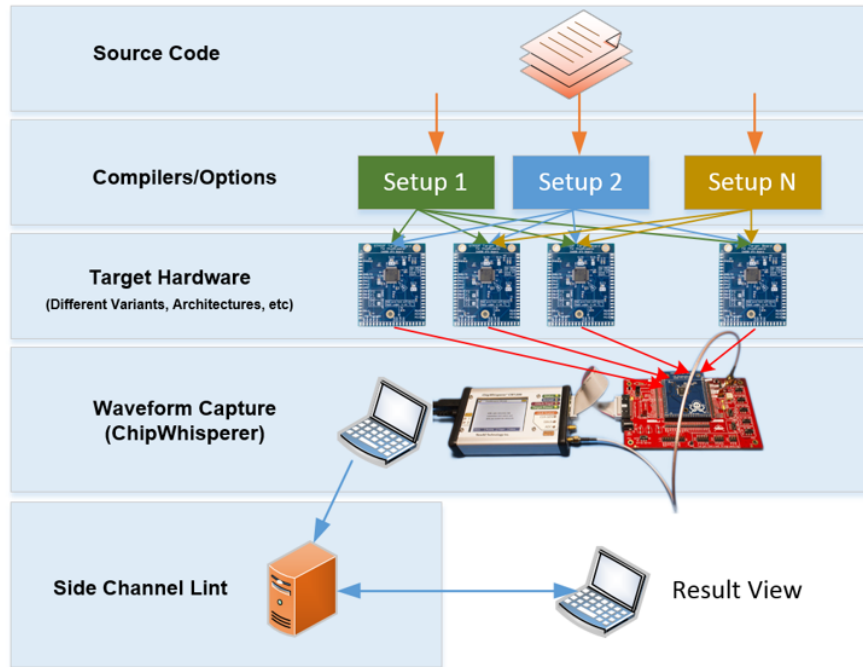 Source Code
Compilers/Options
Setup 1
Setup 2
Setup N
Target Hardware
(Different Variants, Architectures, etc)
Waveform Capture
(ChipWhisperer)
Side Channel Lint
Result View